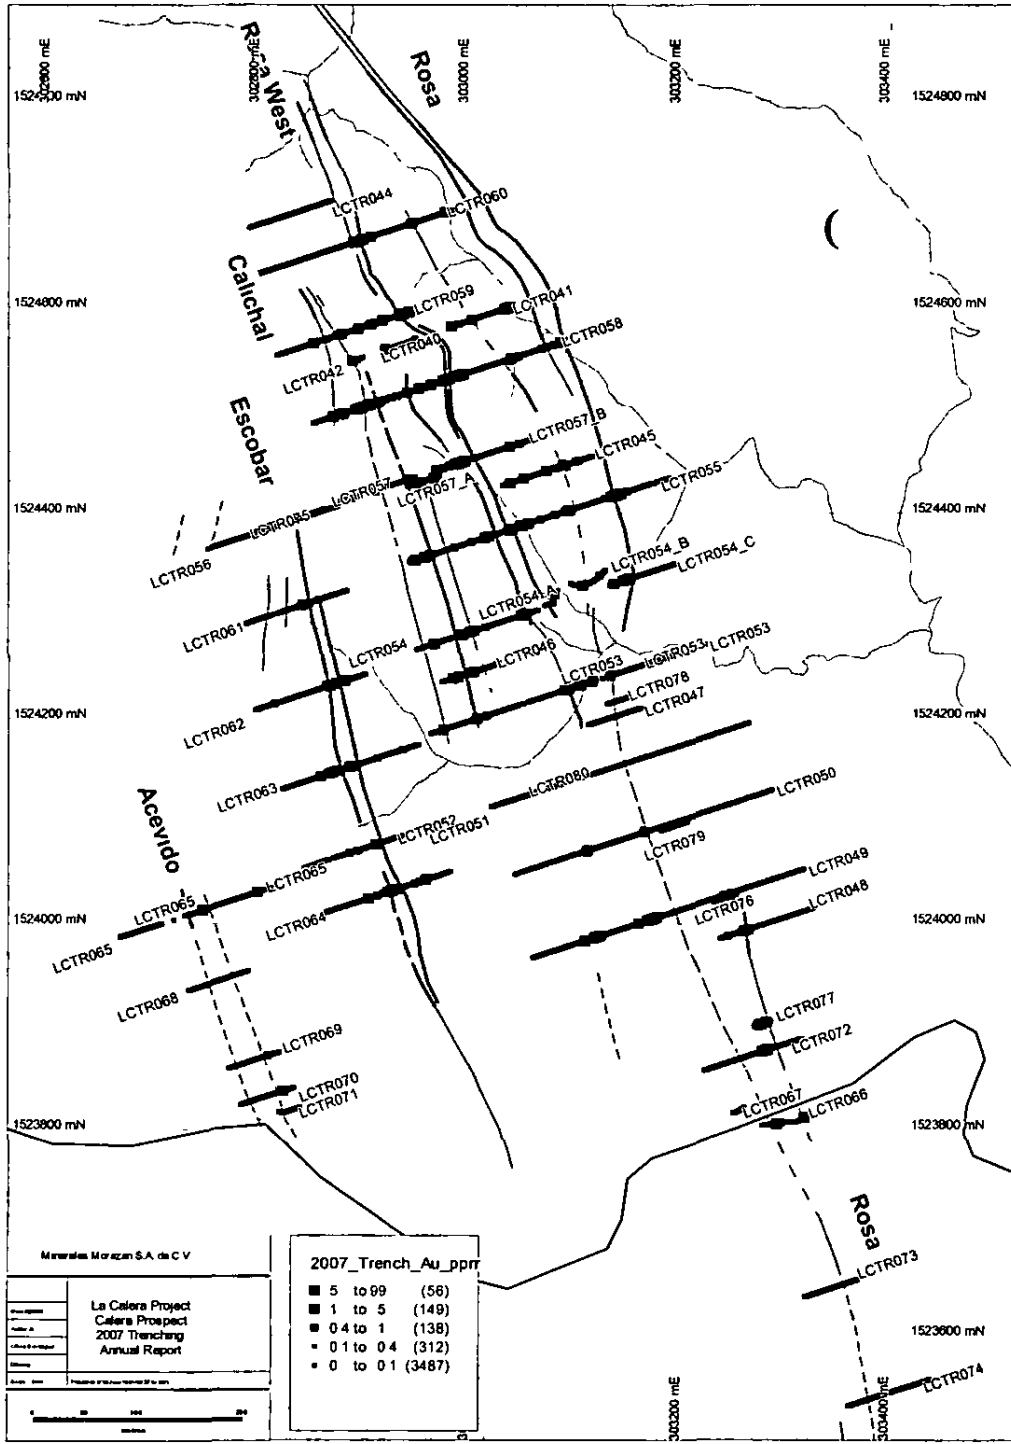 303000 mE
303200 mE
303400 mE
Rosa West
Rosa
1524800 mN
LCTR044
LCTR060
Calichal
1524600 mN
1524600 mN
LCTR059
LCTR041
LCTR058
LCTR040
LCTR042
Escobar
LCTR057_B
LCTR045
LCTR057
LCTR057_A
LCTR055
1524400 mN
1524400 mN
LCTR056
LCTR054_B
LCTR054_C
LCTR061
LCTR054_A
LCTR054
LCTR046
LCTR053
LCTR053
LCTR053
LCTR078
LCTR047
1524200 mN
1524200 mN
LCTR062
LCTR063
LCTR080
LCTR050
LCTR052
LCTR051
LCTR079
Acevido
LCTR065
LCTR065
LCTR065
LCTR064
LCTR049
LCTR076
LCTR048
1524000 mN
1524000 mN
LCTR068
LCTR077
LCTR069
LCTR072
LCTR070
LCTR071
LCTR067
LCTR066
1523800 mN
1523800 mN
Rosa
LCTR073
1523600 mN
LCTR074
303200 mE
303400 mE
Minerales Morazan S.A. de C V
La Calera Project
Calera Prospect
2007 Trenching
Annual Report
2007_Trench_Au_ppm
5 to 99 (56)
1 to 5 (149)
0 4 to 1 (138)
0 1 to 0 4 (312)
0 to 0 1 (3487)